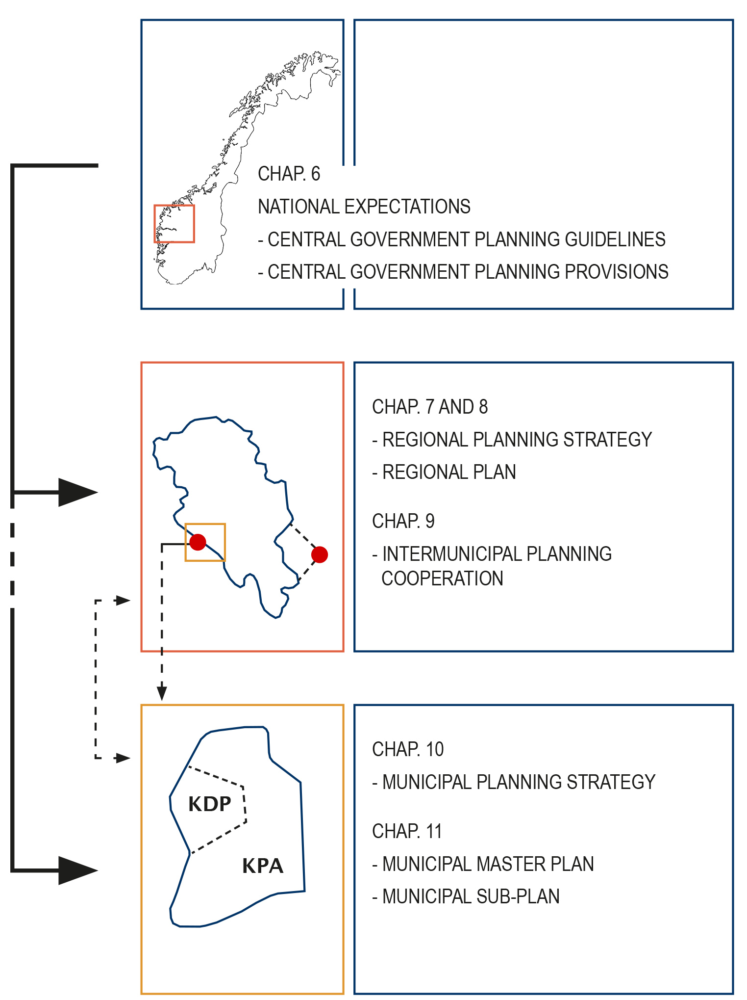 CHAP. 6
NATIONAL EXPECTATIONS
- CENTRAL GOVERNMENT PLANNING GUIDELINES
- CENTRAL GOVERNMENT PLANNING PROVISIONS
CHAP. 7 AND 8
- REGIONAL PLANNING STRATEGY
- REGIONAL PLAN
CHAP. 9
- INTERMUNICIPAL PLANNING
COOPERATION
KDP
KPA
CHAP. 10
- MUNICIPAL PLANNING STRATEGY
CHAP. 11
- MUNICIPAL MASTER PLAN
- MUNICIPAL SUB-PLAN